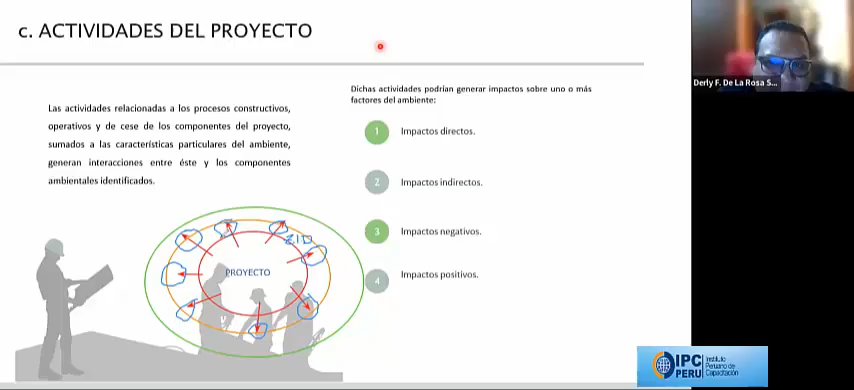 c. ACTIVIDADES DEL PROYECTO
Las actividades relacionadas a los procesos constructivos,
operativos y de cese de los componentes del proyecto,
sumados a las características particulares del ambiente,
generan interacciones entre éste y los componentes
ambientales identificados.
Dichas actividades podrían generar impactos sobre uno o más
factores del ambiente:
1 Impactos directos.
2 Impactos indirectos.
3 Impactos negativos.
4 Impactos positivos.
PROYECTO
Derly F. De La Rosa S...
IPC
PERU
Instituto
Peruano de
Capacitación